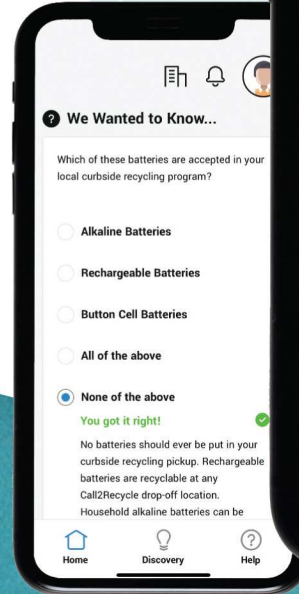 ? We Wanted to Know...
Which of these batteries are accepted in your
local curbside recycling program?
Alkaline Batteries
Rechargeable Batteries
Button Cell Batteries
All of the above
None of the above
You got it right!
No batteries should ever be put in your
curbside recycling pickup. Rechargeable
batteries are recyclable at any
Call2Recycle drop-off location.
Household alkaline batteries can be
Home Discovery Help